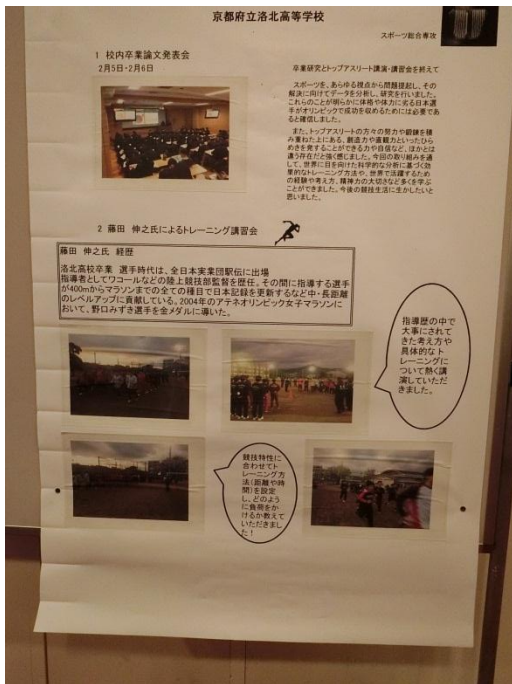 京都府立洛北高等学校
スポーツ総合専攻
1 校内卒業論文発表会
2月5日・2月6日
卒業研究とトップアスリート講演・講習会を終えて
スポーツを、あらゆる視点から問題提起し、その
解決に向けてデータを分析し、研究を行いました。
これらのことが明らかに体格や体力に劣る日本選
手がオリンピックで成功を収めるためには必要であ
ると確信しました。
また、トップアスリートの方々の努力や鍛錬を積
み重ねた上にある、創造力や直観力といったひら
めきを発することができる力や自信など、ほかとは
違う存在だと強く感じました。今回の取り組みを通
して、世界に目を向けた科学的な分析に基づく効
果的なトレーニング方法や、世界で活躍するため
の経験や考え方、精神力の大切さなど多くを学ぶ
ことができました。今後の競技生活に生かしたいと
思いました。
2 藤田 伸之氏によるトレーニング講習会
藤田 伸之氏 経歴
洛北高校卒業 選手時代は、全日本実業団駅伝に出場
指導者としてワコールなどの陸上競技部監督を歴任。その間に指導する選手
が400mからマラソンまでの全ての種目で日本記録を更新するなど中・長距離
のレベルアップに貢献している。2004年のアテネオリンピック女子マラソンに
おいて、野口みずき選手を金メダルに導いた。
指導歴の中で
大事にされて
きた考え方や
具体的なト
レーニングに
ついて熱く講
演していただ
きました。
競技特性に
合わせてト
レーニング方
法(距離や時
間)を設定
し、どのよう
に負荷をか
けるか教えて
いただきまし
た!